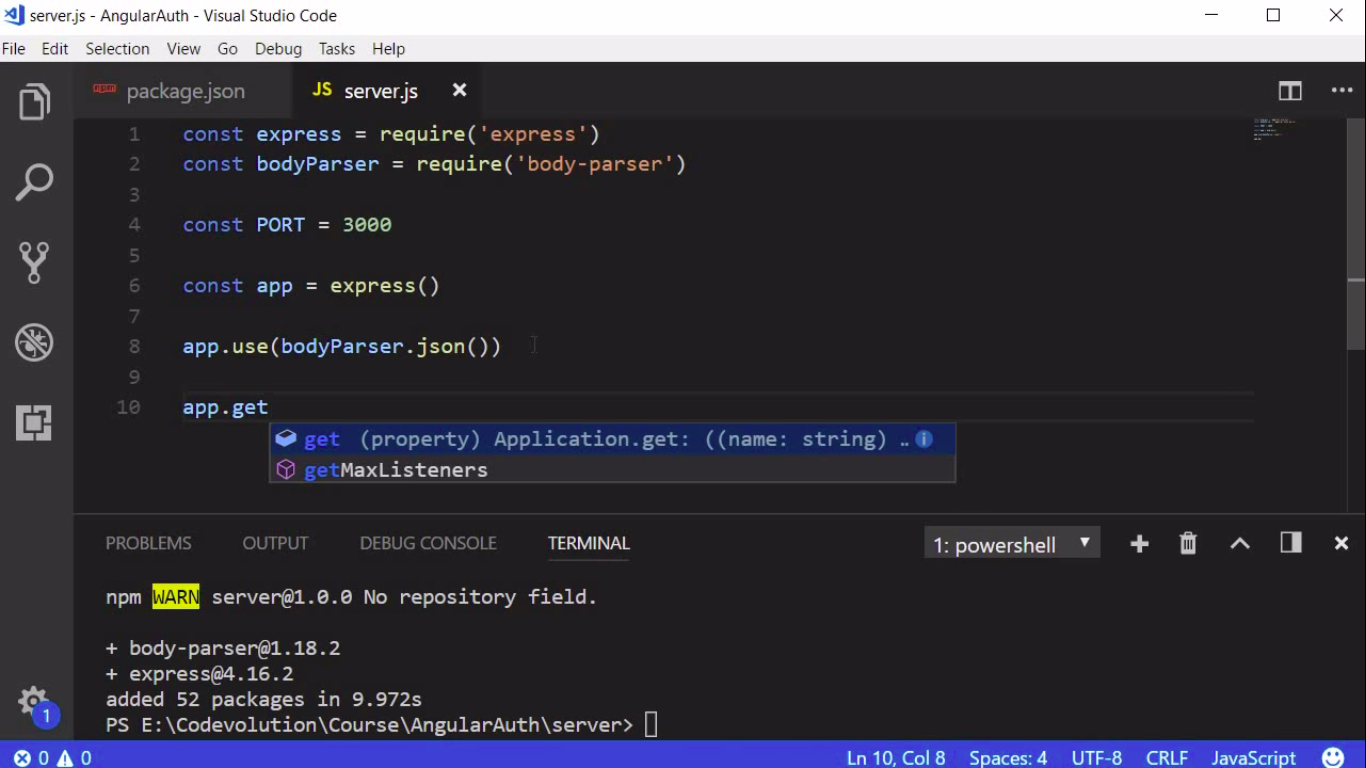 server.js - AngularAuth - Visual Studio Code
File Edit Selection View Go Debug Tasks Help
npm package.json JS server.js
1 const express = require('express')
2 const bodyParser = require('body-parser')
3
4 const PORT = 3000
5
6 const app = express()
7
8 app.use(bodyParser.json())
9
10 app.get
get (property) Application.get: ((name: string) ..
getMaxListeners
PROBLEMS OUTPUT DEBUG CONSOLE TERMINAL 1: powershell
npm WARN server@1.0.0 No repository field.
+ body-parser@1.18.2
+ express@4.16.2
added 52 packages in 9.972s
PS E:\Codevolution\Course\AngularAuth\server>
1
0 0 Ln 10, Col 8 Spaces: 4 UTF-8 CRLF JavaScript